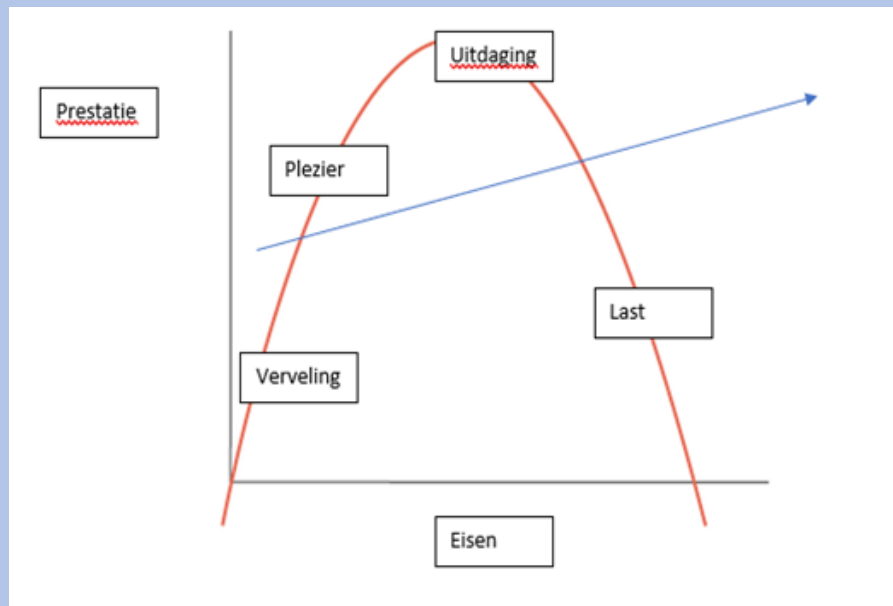 Uitdaging
Prestatie
Plezier
Last
Verveling
Eisen